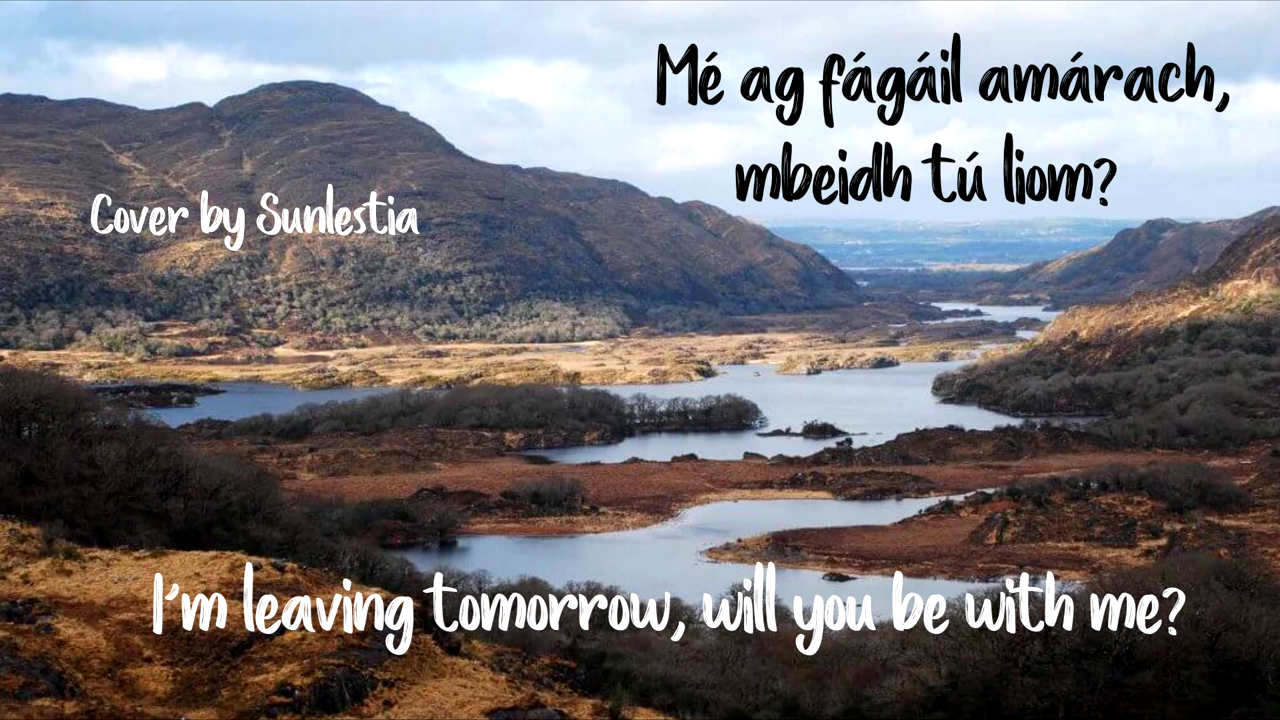 Mé ag fágáil amárach,
mbeidh tú liom?
Cover by Sunlestia
I'm leaving tomorrow, will you be with me?